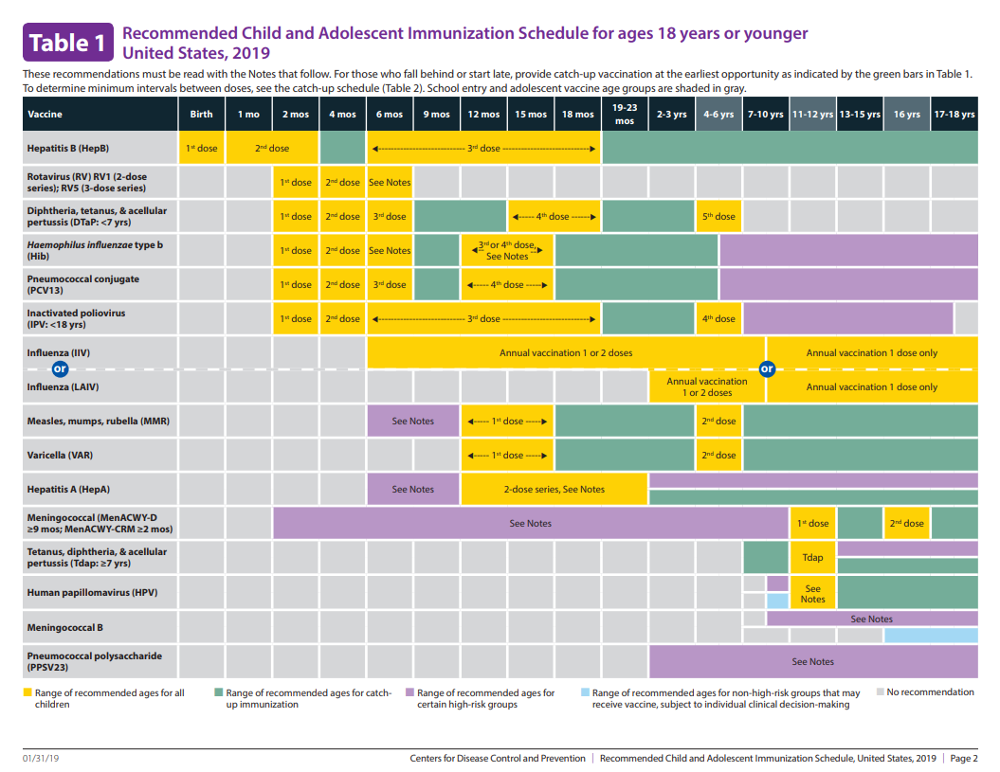 Table 1
Recommended Child and Adolescent Immunization Schedule for ages 18 years or younger
United States, 2019
These recommendations must be read with the Notes that follow. For those who fall behind or start late, provide catch-up vaccination at the earliest opportunity as indicated by the green bars in Table 1.
To determine minimum intervals between doses, see the catch-up schedule (Table 2). School entry and adolescent vaccine age groups are shaded in gray.
Vaccine Birth 1 mo 2 mos 4 mos 6 mos 9 mos 12 mos 15 mos 18 mos 19-23 mos 2-3 yrs 4-6 yrs 7-10 yrs 11-12 yrs 13-15 yrs 16 yrs 17-18 yrs
Hepatitis B (HepB) 1st dose 2nd dose 3rd dose
Rotavirus (RV) RV1 (2-dose
series); RV5 (3-dose series) 1st dose 2nd dose See Notes
Diphtheria, tetanus, & acellular
pertussis (DTaP: <7 yrs) 1st dose 2nd dose 3rd dose 4th dose 5th dose
Haemophilus influenzae type b
(Hib) 1st dose 2nd dose See Notes 3rd or 4th dose, See Notes
Pneumococcal conjugate
(PCV13) 1st dose 2nd dose 3rd dose 4th dose
Inactivated poliovirus
(IPV: <18 yrs) 1st dose 2nd dose 3rd dose 4th dose
Influenza (IIV) Annual vaccination 1 or 2 doses Annual vaccination 1 dose only
or or
Influenza (LAIV) Annual vaccination 1 or 2 doses Annual vaccination 1 dose only
Measles, mumps, rubella (MMR) See Notes 1st dose 2nd dose
Varicella (VAR) 1st dose 2nd dose
Hepatitis A (HepA) See Notes 2-dose series, See Notes
Meningococcal (MenACWY-D
≥9 mos; MenACWY-CRM ≥2 mos) See Notes 1st dose 2nd dose
Tetanus, diphtheria, & acellular
pertussis (Tdap: ≥7 yrs) Tdap
Human papillomavirus (HPV) See Notes
Meningococcal B See Notes
Pneumococcal polysaccharide
(PPSV23) See Notes
Range of recommended ages for all
children
Range of recommended ages for catch-
up immunization
Range of recommended ages for
certain high-risk groups
Range of recommended ages for non-high-risk groups that may
receive vaccine, subject to individual clinical decision-making
No recommendation
01/31/19 Centers for Disease Control and Prevention | Recommended Child and Adolescent Immunization Schedule, United States, 2019 | Page 2